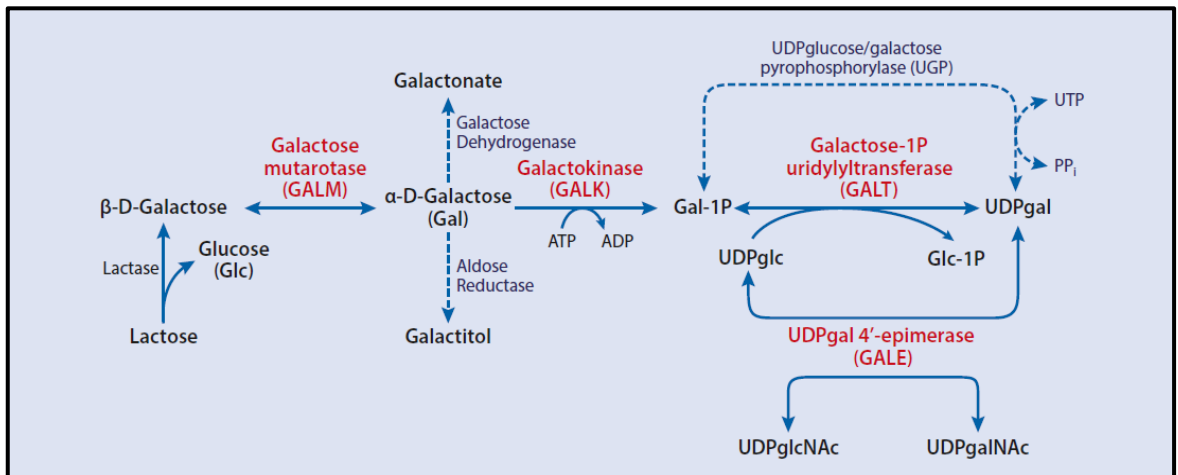 UDPglucose/galactose
pyrophosphorylase (UGP)
Galactonate
UTP
Galactose
Dehydrogenase
Galactose
mutarotase
(GALM)
Galactokinase
(GALK)
Galactose-1P
uridylyltransferase
(GALT)
PPi
β-D-Galactose
α-D-Galactose
(Gal)
Gal-1P
UDPgal
ATP
ADP
Glucose
(Glc)
Lactase
UDPglc
Glc-1P
Aldose
Reductase
Lactose
Galactitol
UDPgal 4′-epimerase
(GALE)
UDPglcNAc
UDPgalNAc